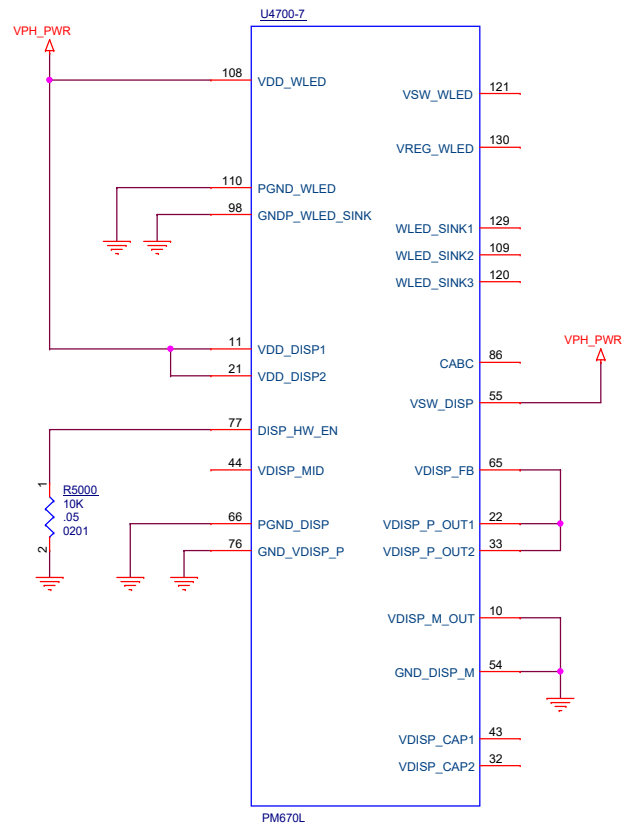 U4700-7
VPH_PWR
108 VDD_WLED
VSW_WLED 121
VREG_WLED 130
110 PGND_WLED
98 GNDP_WLED_SINK
WLED_SINK1 129
WLED_SINK2 109
WLED_SINK3 120
VPH_PWR
11 VDD_DISP1
CABC 86
21 VDD_DISP2
VSW_DISP 55
77 DISP_HW_EN
44 VDISP_MID
VDISP_FB 65
1
R5000
10K
.05
0201
2
66 PGND_DISP
VDISP_P_OUT1 22
76 GND_VDISP_P
VDISP_P_OUT2 33
VDISP_M_OUT 10
GND_DISP_M 54
VDISP_CAP1 43
VDISP_CAP2 32
PM670L